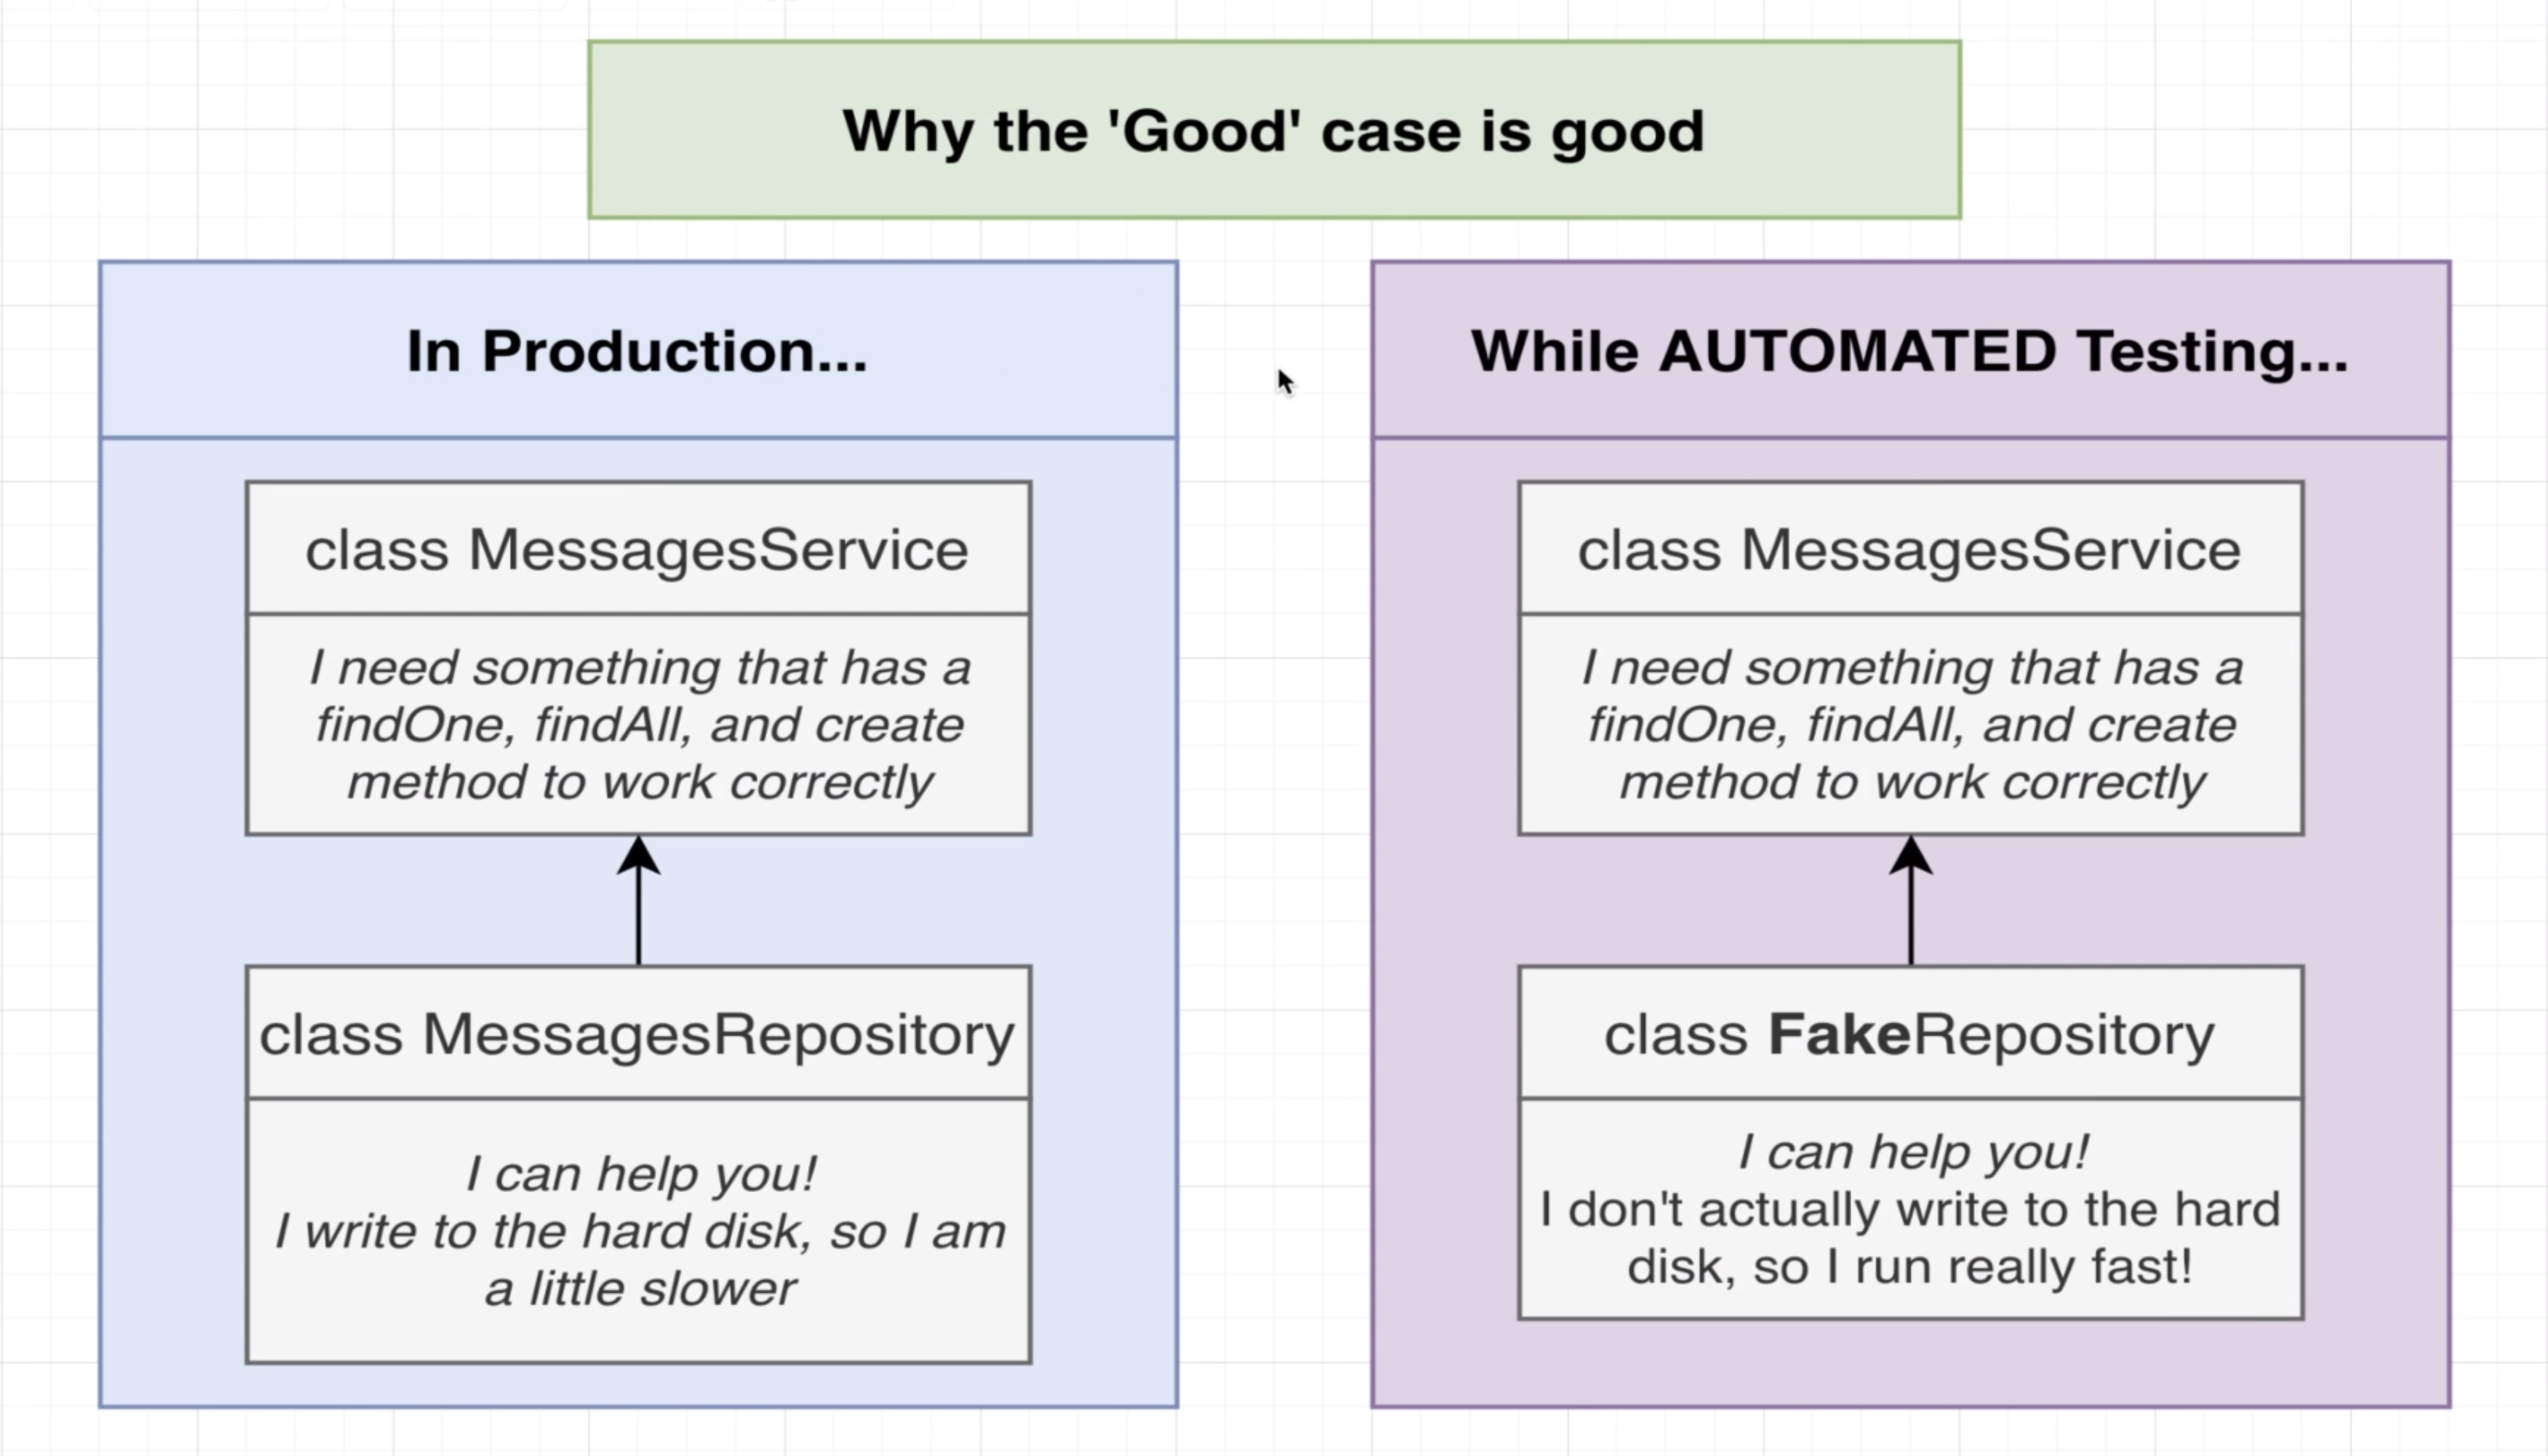 Why the 'Good' case is good
In Production...
class MessagesService
I need something that has a
findOne, findAll, and create
method to work correctly
class MessagesRepository
I can help you!
I write to the hard disk, so I am
a little slower
While AUTOMATED Testing...
class MessagesService
I need something that has a
findOne, findAll, and create
method to work correctly
class FakeRepository
I can help you!
I don't actually write to the hard
disk, so I run really fast!